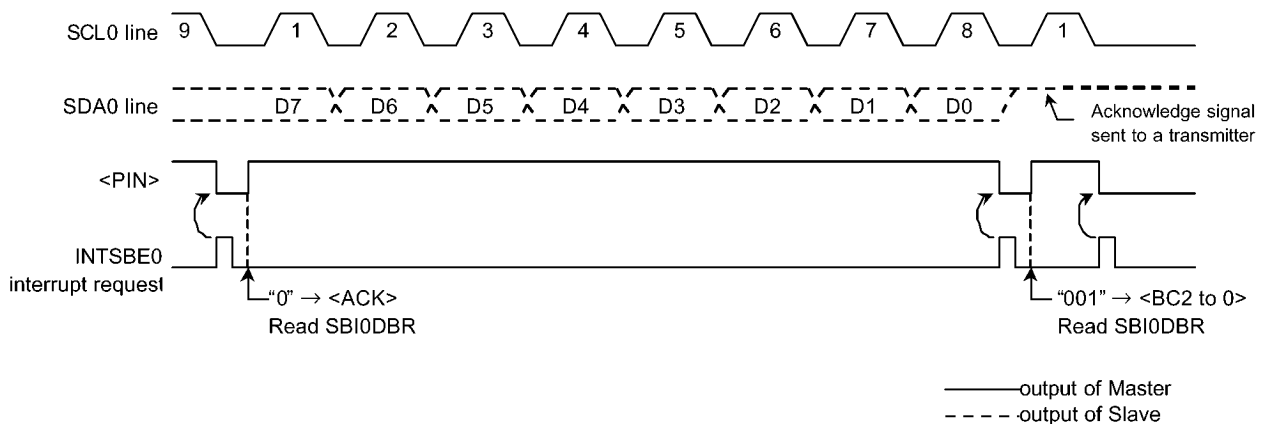 SCL0 line 9 1 2 3 4 5 6 7 8 1
SDA0 line D7 D6 D5 D4 D3 D2 D1 D0
Acknowledge signal
sent to a transmitter
<PIN>
INTSBE0
interrupt request
"0" → <ACK>
Read SBI0DBR
"001" → <BC2 to 0>
Read SBI0DBR
output of Master
output of Slave